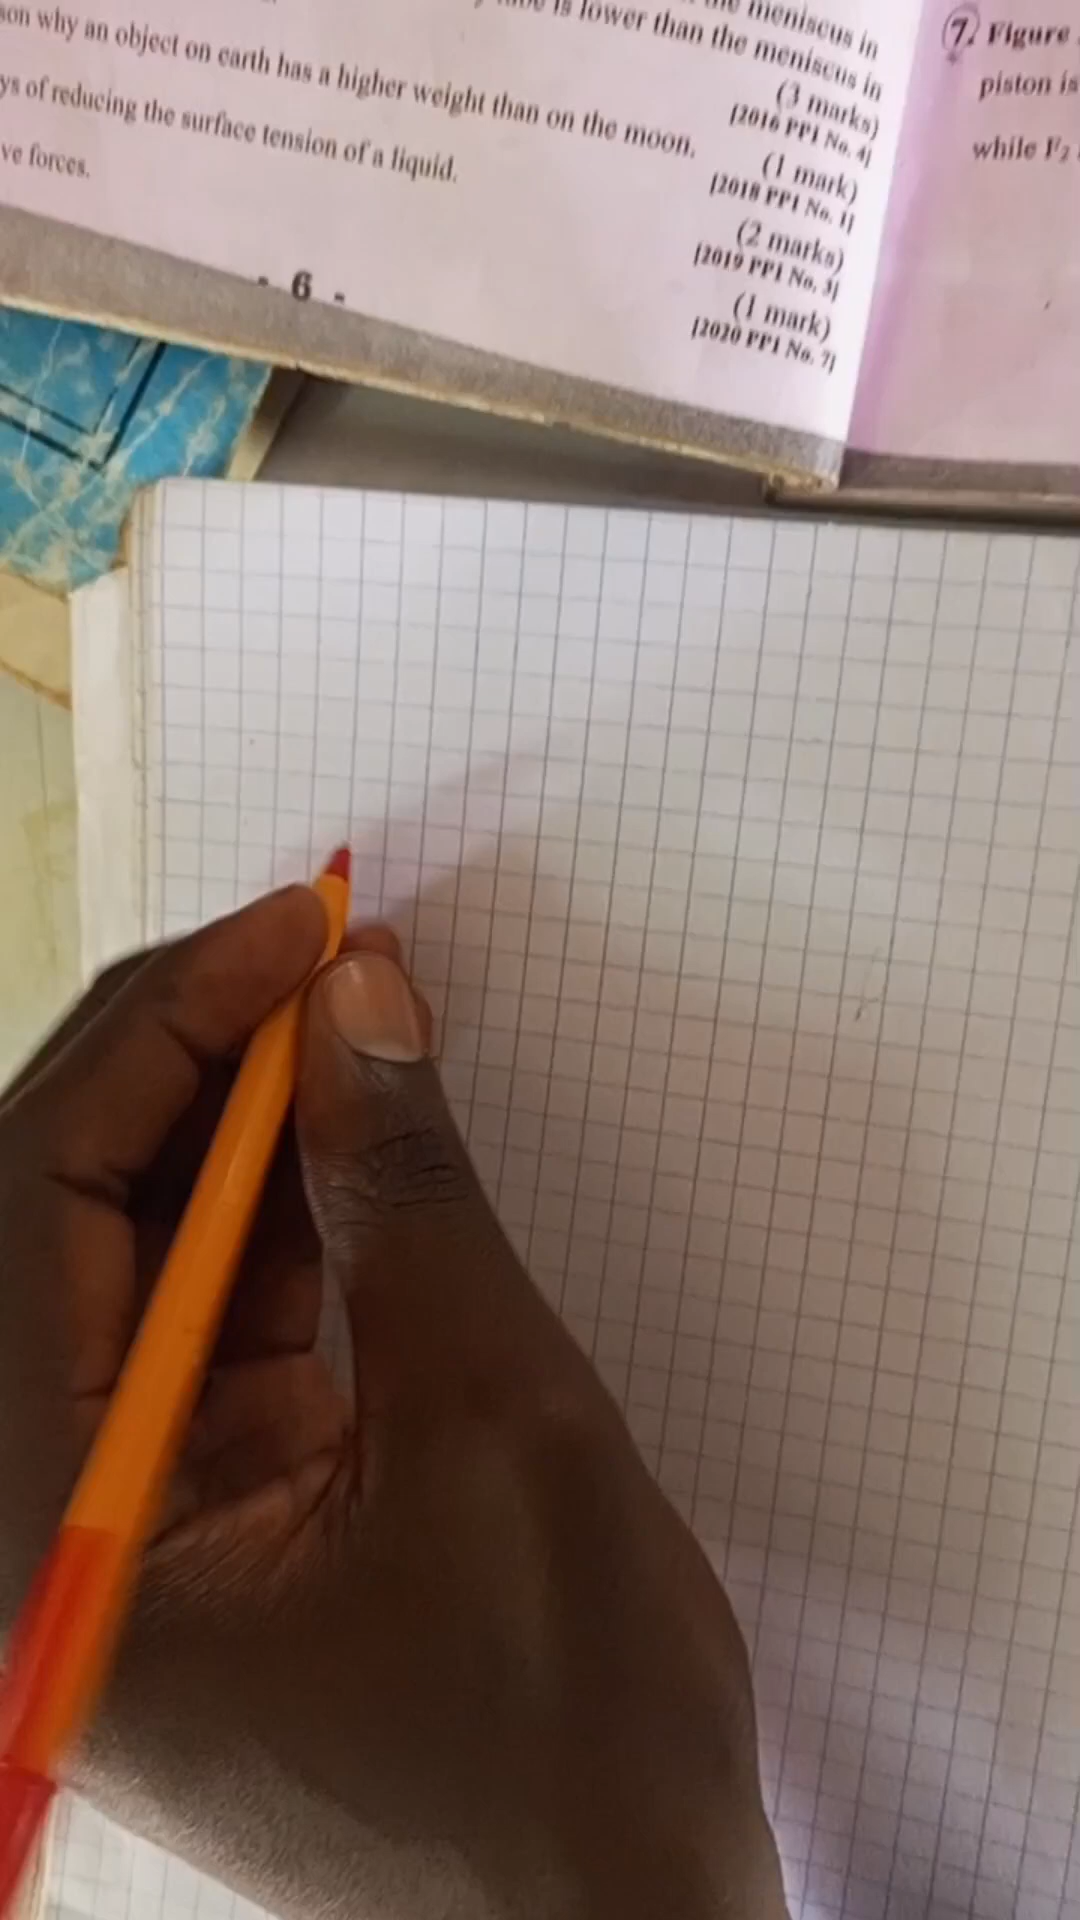 the meniscus in
is lower than the meniscus in
(3 marks)
[2016 PP1 No. 4]
son why an object on earth has a higher weight than on the moon.
(1 mark)
[2018 PP1 No. 1]
ys of reducing the surface tension of a liquid.
(2 marks)
[2019 PP1 No. 3]
ve forces.
(1 mark)
[2020 PP1 No. 7]
- 6 -
7. Figure
piston is
while F₂